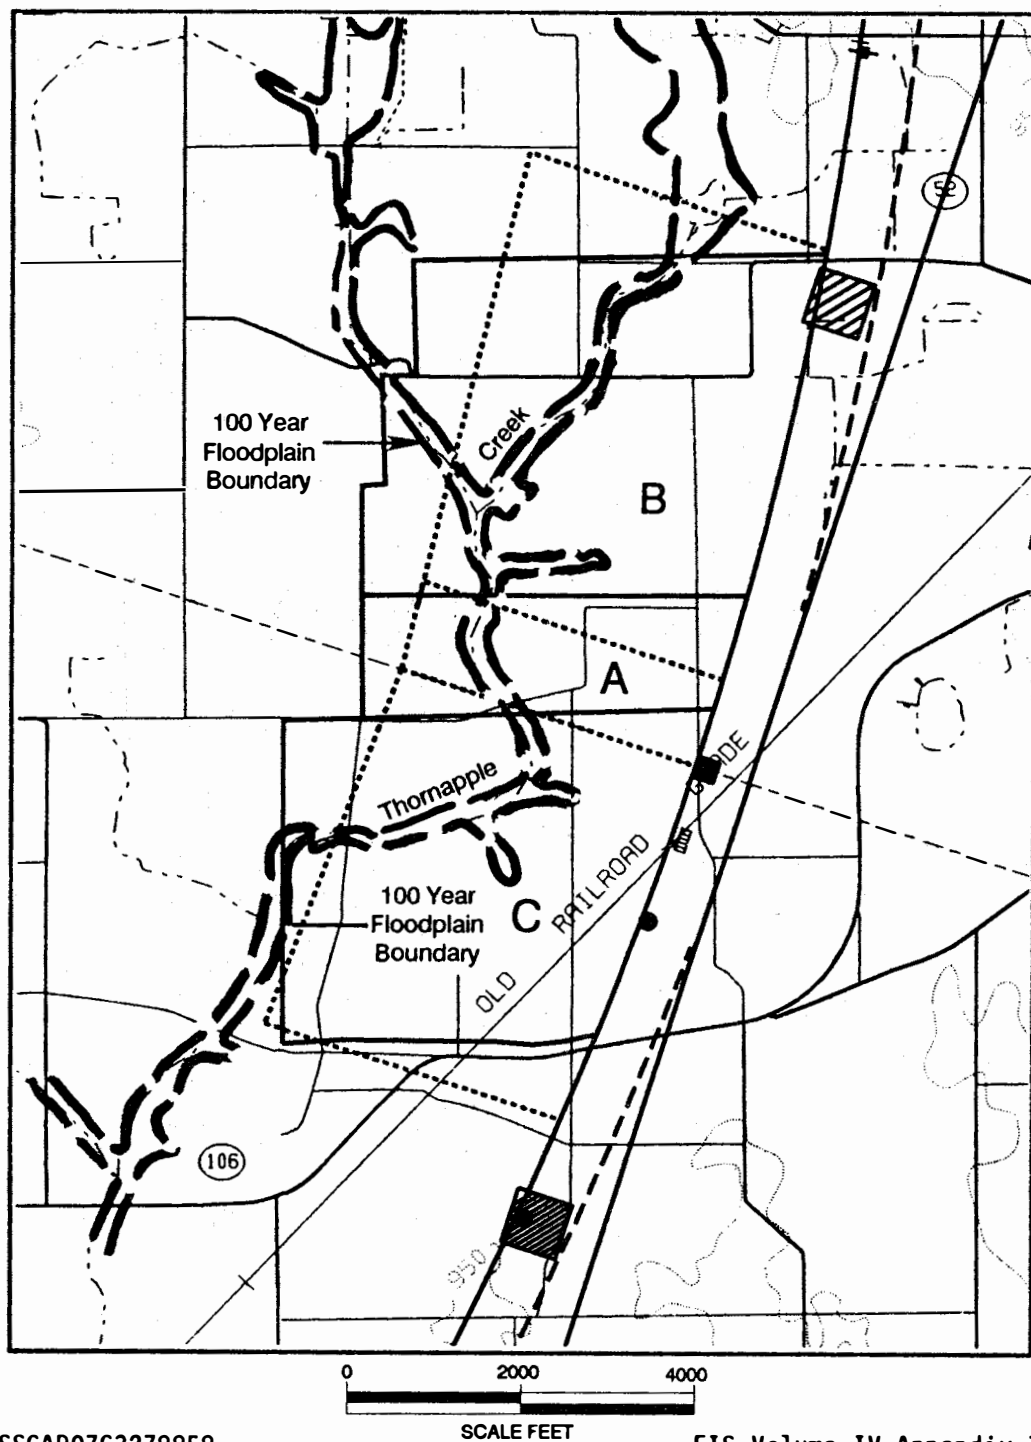 52
100 Year
Floodplain
Boundary
Creek
B
A
Thornapple
100 Year
Floodplain
Boundary
C
OLD
RAILROAD
106
950
0 2000 4000
SCALE FEET